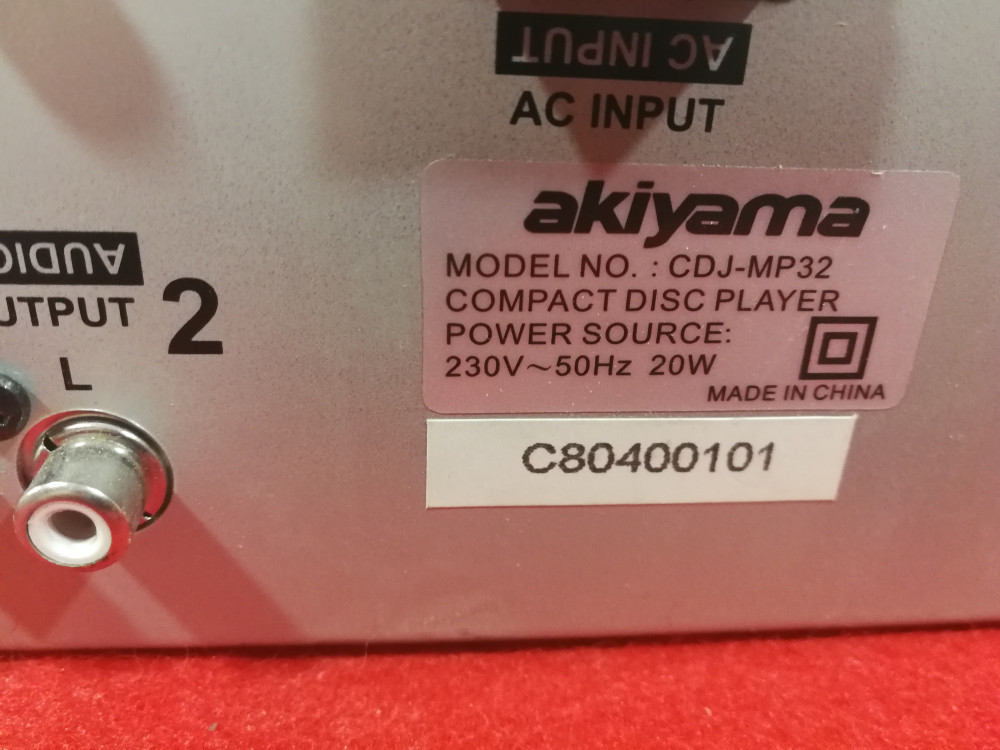 AC INPUT
AC INPUT
akiyama
MODEL NO. : CDJ-MP32
COMPACT DISC PLAYER
POWER SOURCE:
230V~50Hz 20W
MADE IN CHINA
C80400101
AUDIO
UTPUT
2
L